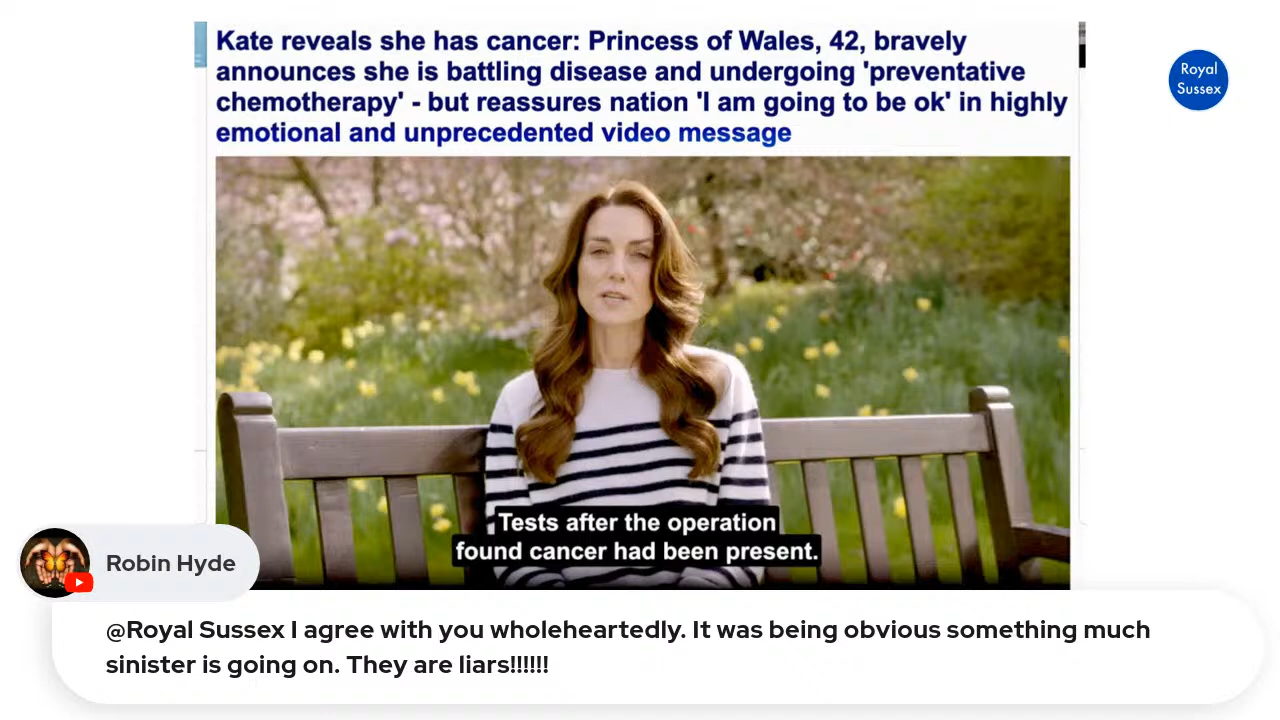 Kate reveals she has cancer: Princess of Wales, 42, bravely
announces she is battling disease and undergoing 'preventative
chemotherapy' - but reassures nation 'I am going to be ok' in highly
emotional and unprecedented video message
Royal
Sussex
Tests after the operation
found cancer had been present.
Robin Hyde
@Royal Sussex I agree with you wholeheartedly. It was being obvious something much
sinister is going on. They are liars!!!!!!